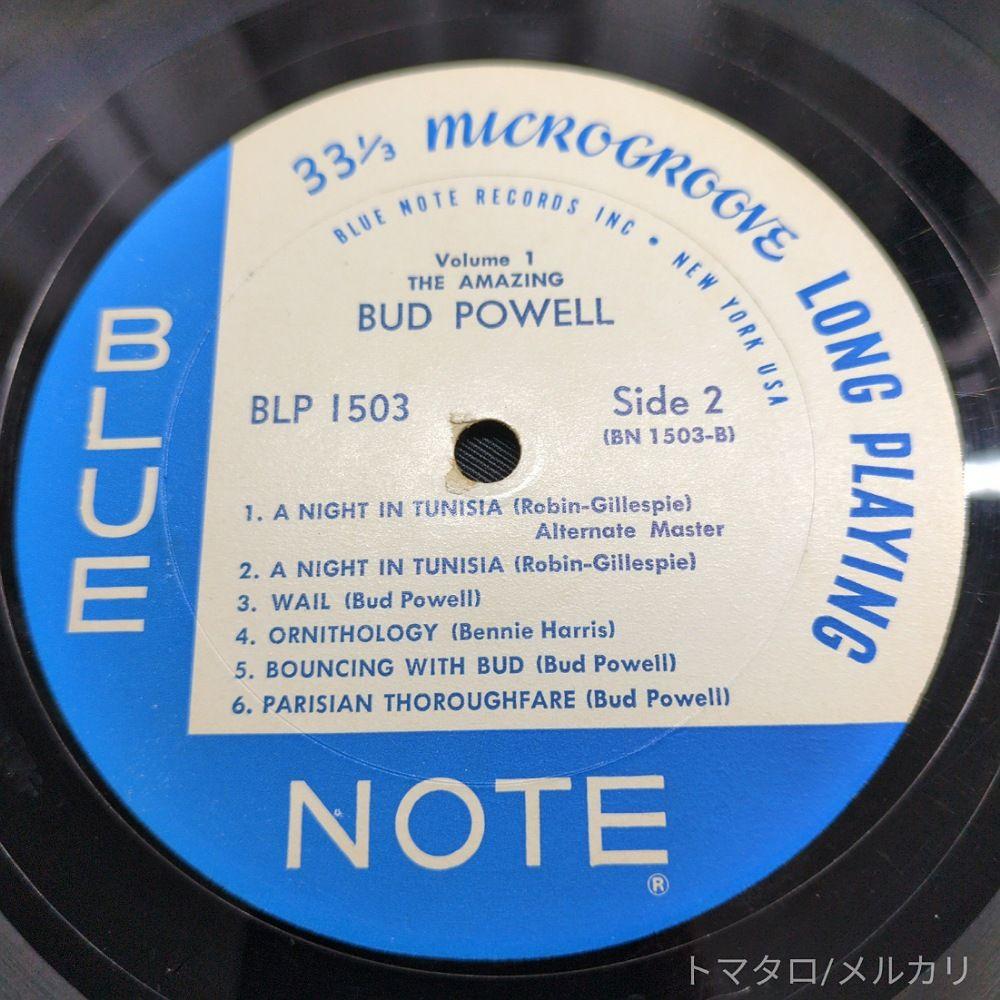 33⅓ MICROGROOVE LONG PLAYING
BLUE NOTE RECORDS INC • NEW YORK USA
Volume 1
THE AMAZING
BUD POWELL
BLP 1503
Side 2
(BN 1503-B)
1. A NIGHT IN TUNISIA (Robin-Gillespie)
Alternate Master
2. A NIGHT IN TUNISIA (Robin-Gillespie)
3. WAIL (Bud Powell)
4. ORNITHOLOGY (Bennie Harris)
5. BOUNCING WITH BUD (Bud Powell)
6. PARISIAN THOROUGHFARE (Bud Powell)
BLUE
NOTE
®
トマタロ/メルカリ